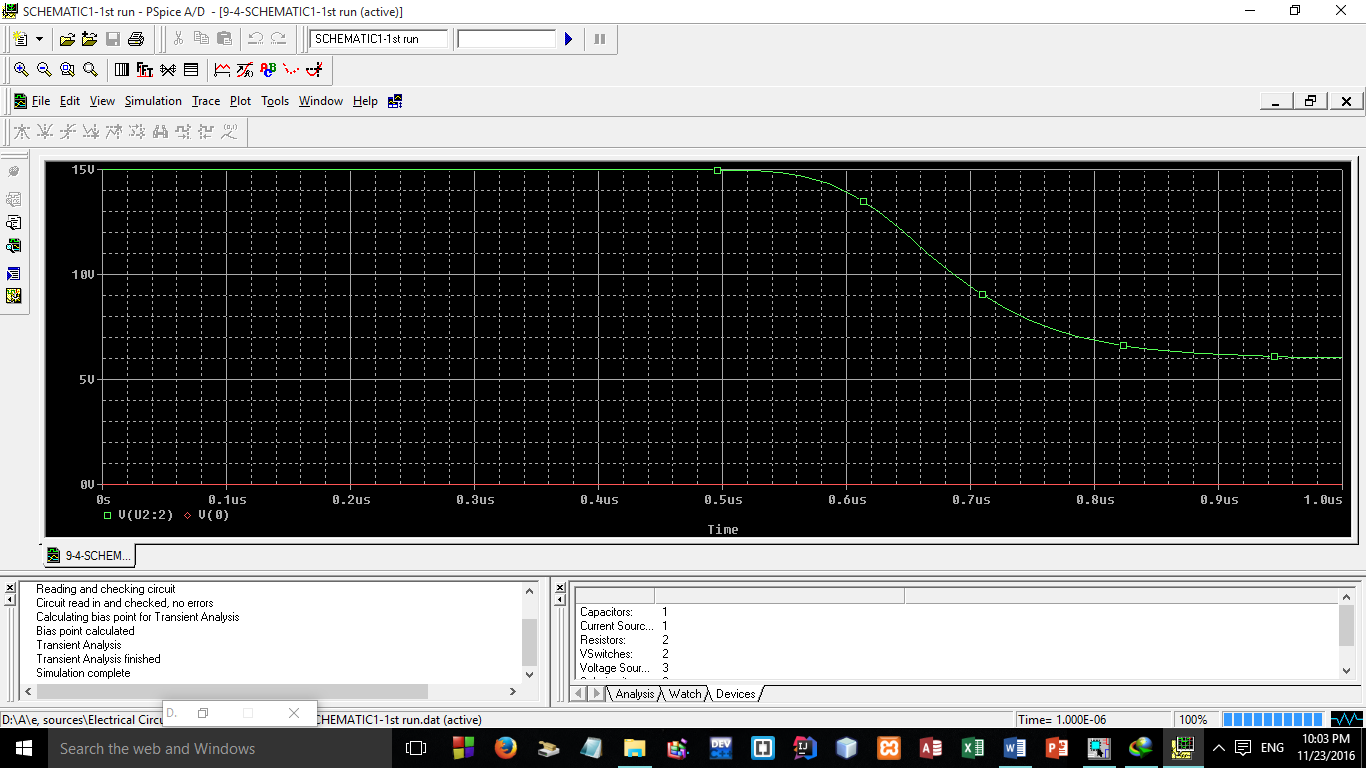 SCHEMATIC1-1st run - PSpice A/D - [9-4-SCHEMATIC1-1st run (active)]
SCHEMATIC1-1st run
File Edit View Simulation Trace Plot Tools Window Help
15V
10V
5V
0V
0s 0.1us 0.2us 0.3us 0.4us 0.5us 0.6us 0.7us 0.8us 0.9us 1.0us
V(U2:2) V(0)
Time
9-4-SCHEM...
Reading and checking circuit
Circuit read in and checked, no errors
Calculating bias point for Transient Analysis
Bias point calculated
Transient Analysis
Transient Analysis finished
Simulation complete
Capacitors: 1
Current Sourc... 1
Resistors: 2
VSwitches: 2
Voltage Sour... 3
Analysis Watch Devices
D.
D:\A\e, sources\Electrical Circu SCHEMATIC1-1st run.dat (active) Time= 1.000E-06 100%
Search the web and Windows
ENG
10:03 PM
11/23/2016